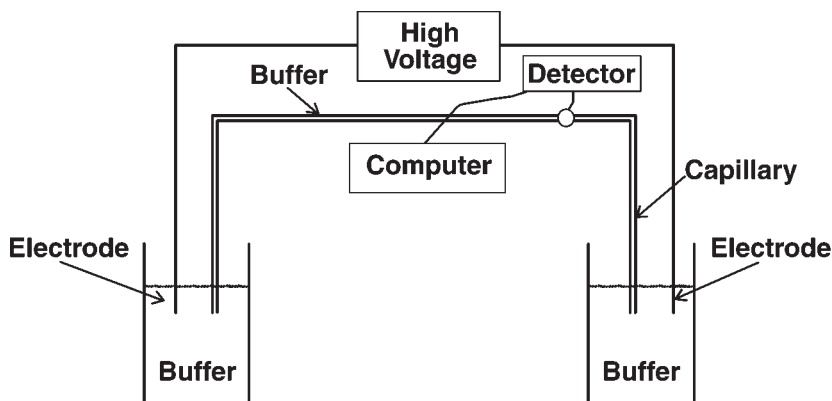 High
Voltage
Buffer
Detector
Computer
Capillary
Electrode
Electrode
Buffer
Buffer